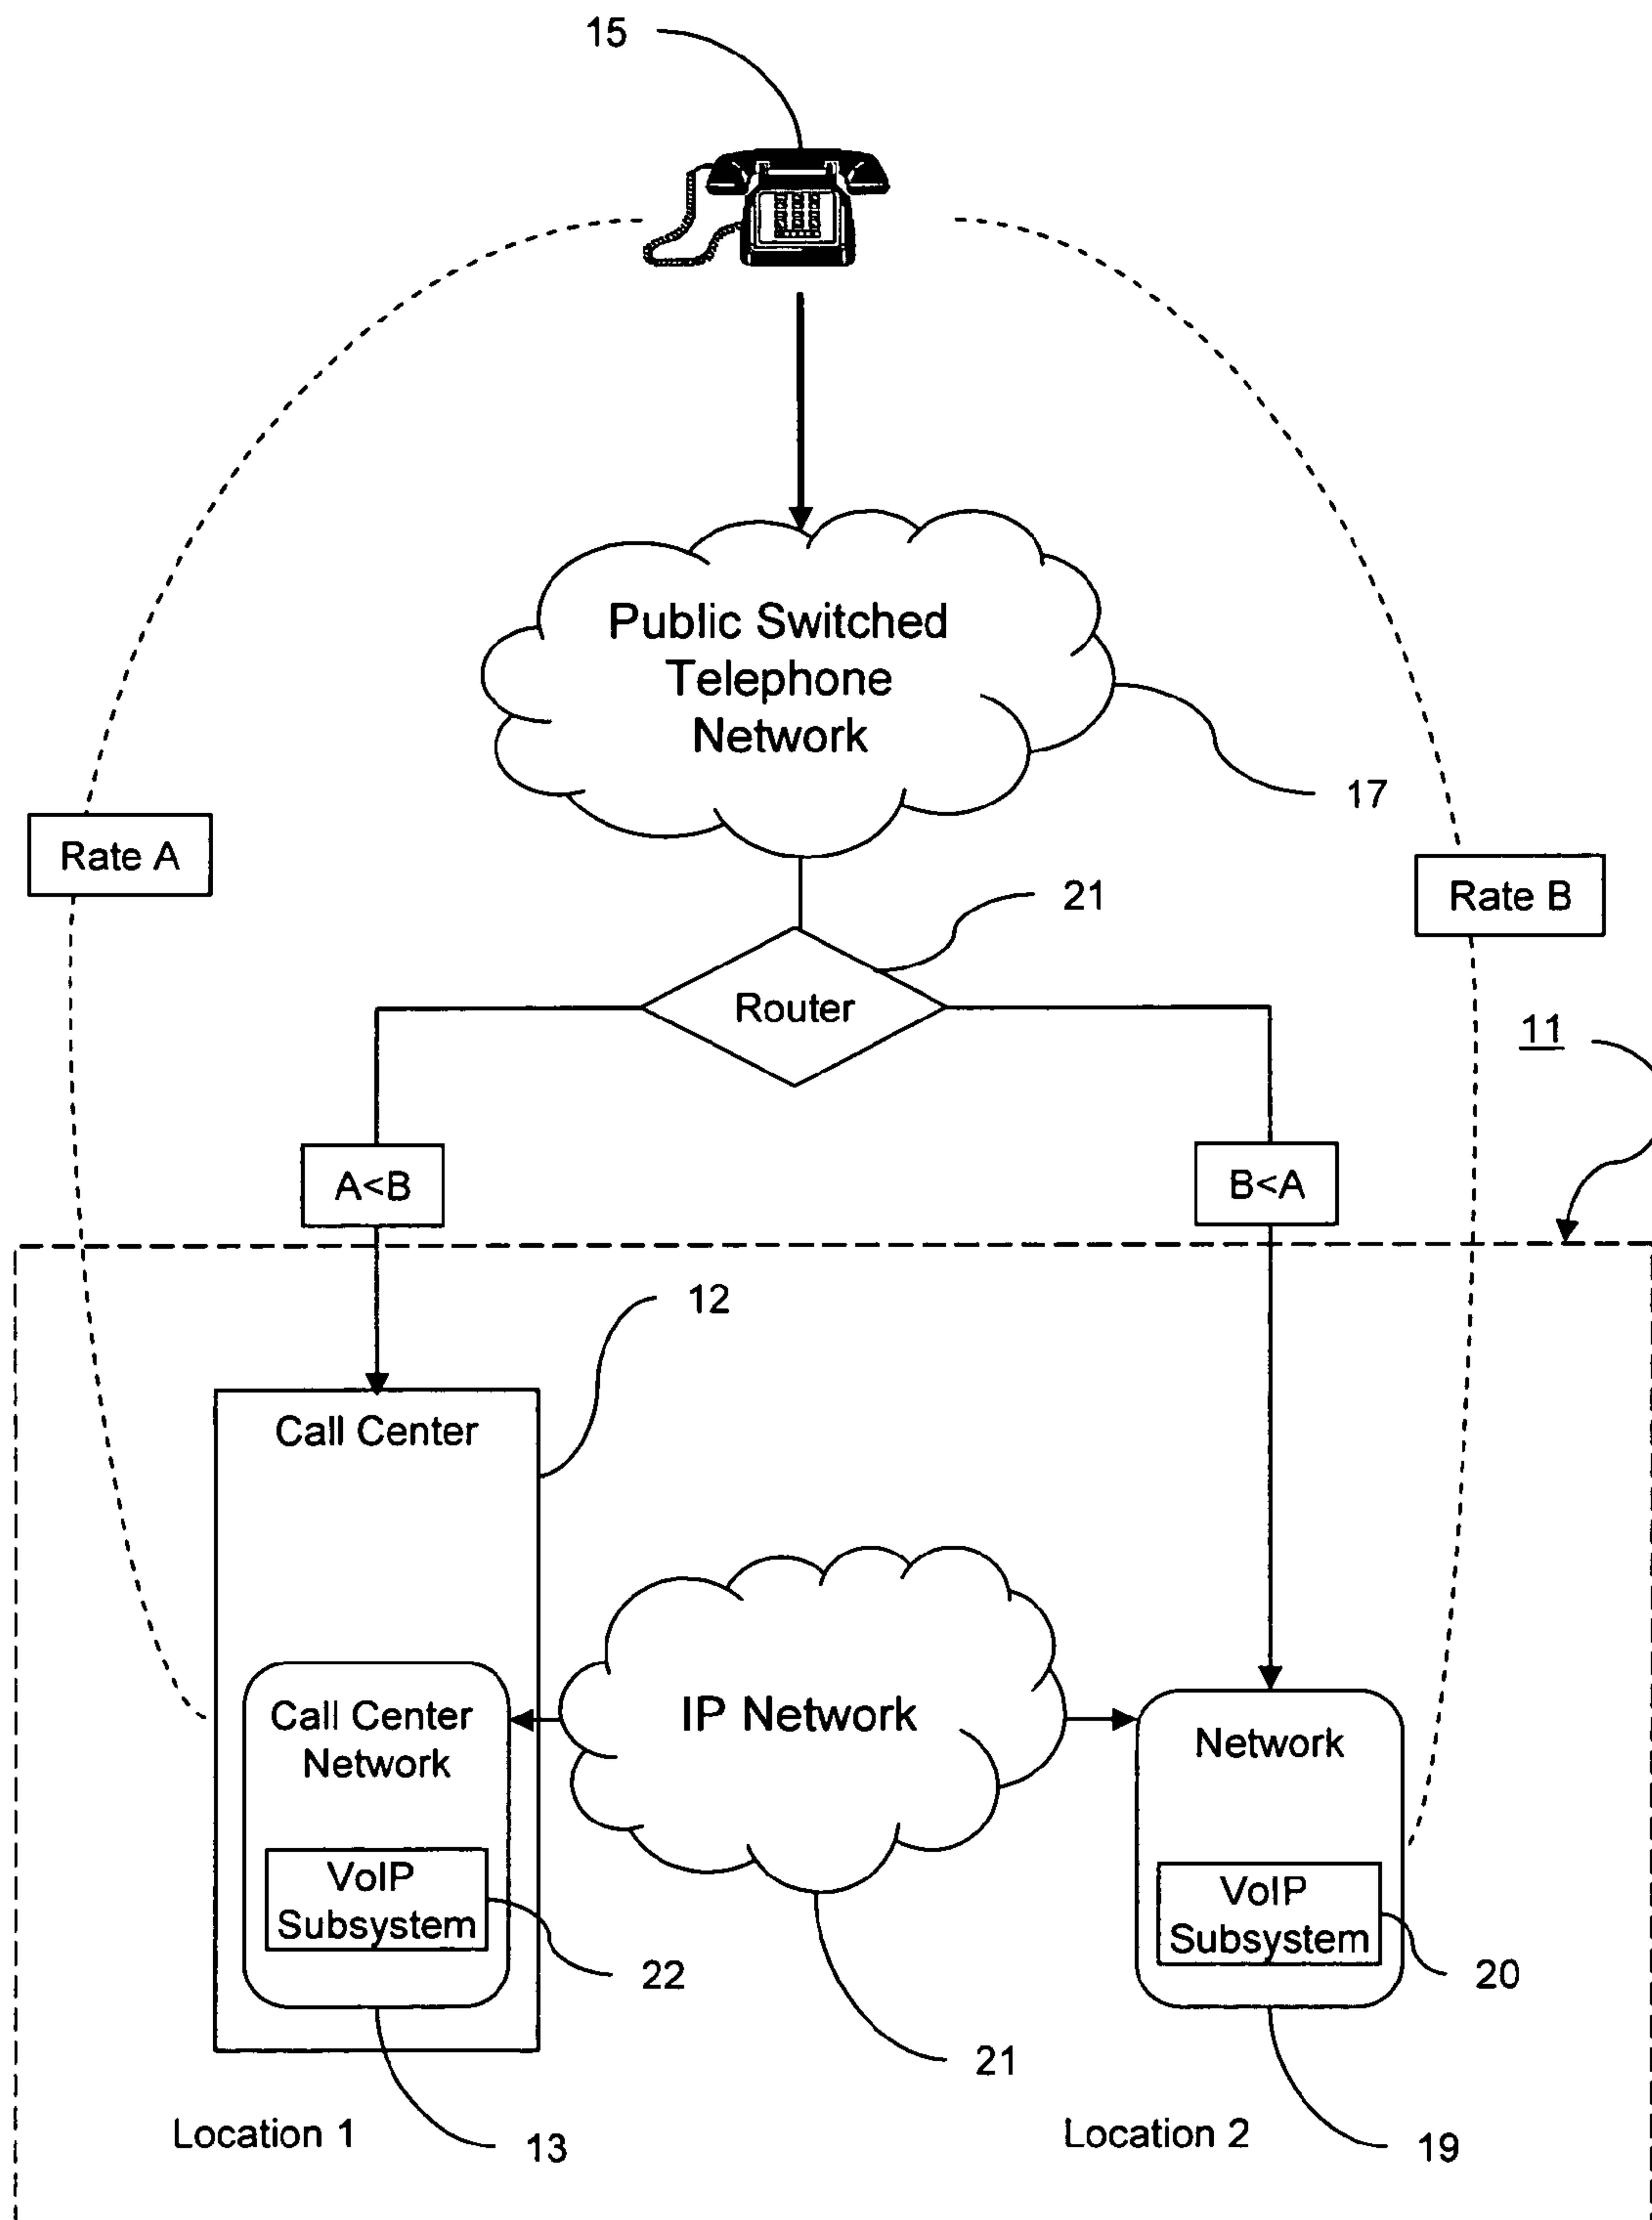 15
Public Switched
Telephone
Network
17
Rate A
Rate B
21
Router
11
A<B
B<A
12
Call Center
Call Center
Network
IP Network
Network
VoIP
Subsystem
VoIP
Subsystem
22
20
21
Location 1
13
Location 2
19